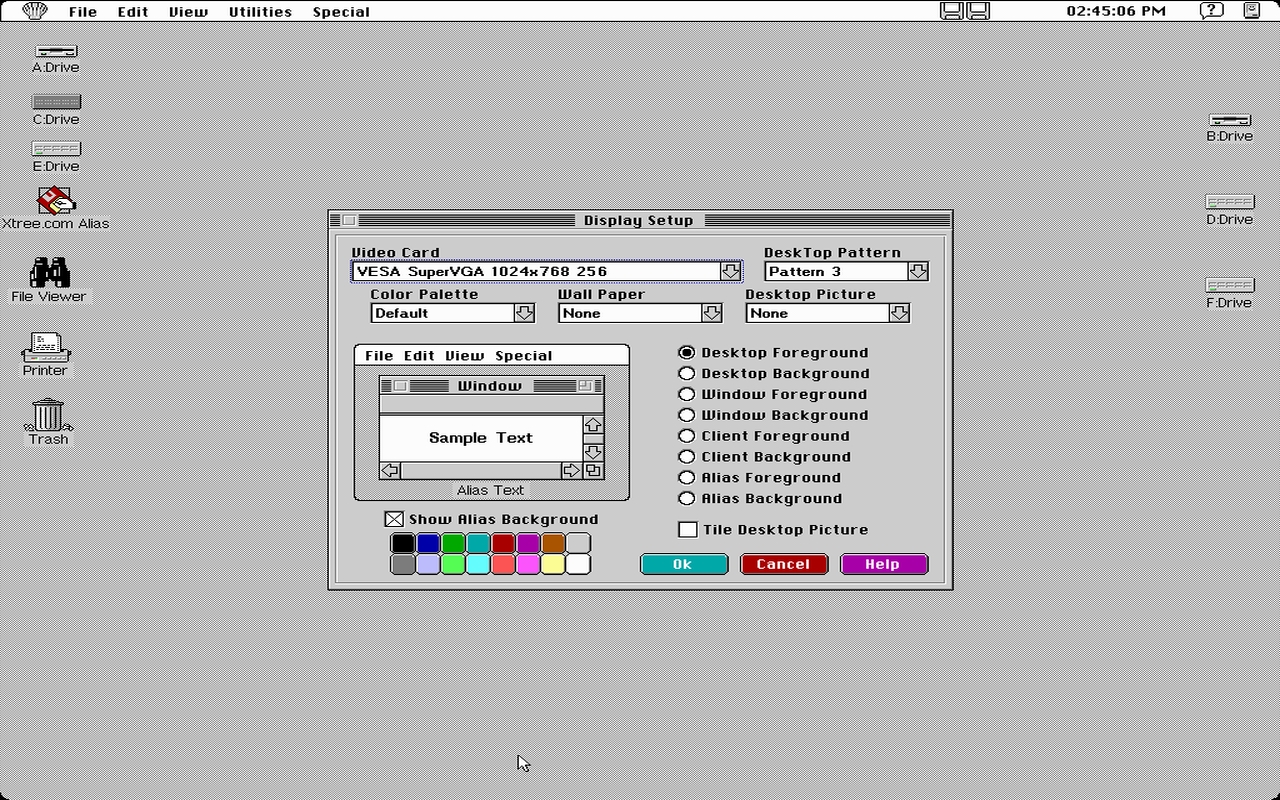 File Edit View Utilities Special 02:45:06 PM
A:Drive
C:Drive
E:Drive
Xtree.com Alias
File Viewer
Printer
Trash
B:Drive
D:Drive
F:Drive
Display Setup
Video Card DeskTop Pattern
VESA SuperVGA 1024x768 256 Pattern 3
Color Palette Wall Paper Desktop Picture
Default None None
File Edit View Special
Window
Sample Text
Alias Text
Desktop Foreground
Desktop Background
Window Foreground
Window Background
Client Foreground
Client Background
Alias Foreground
Alias Background
Show Alias Background
Tile Desktop Picture
Ok Cancel Help